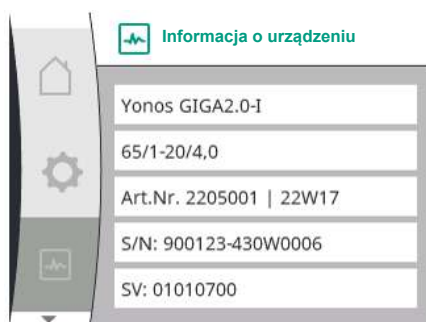 Informacja o urządzeniu
Yonos GIGA2.0-I
65/1-20/4,0
Art.Nr. 2205001 | 22W17
S/N: 900123-430W0006
SV: 01010700